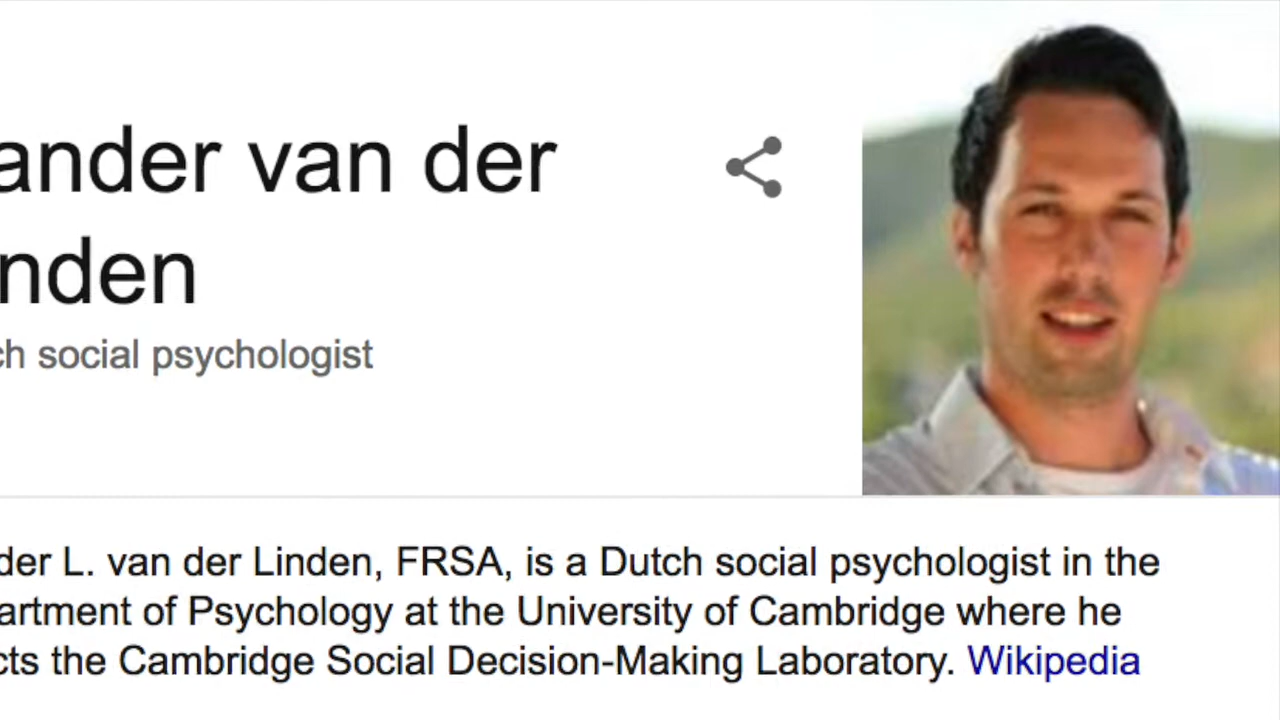 ander van der
nden
ch social psychologist
der L. van der Linden, FRSA, is a Dutch social psychologist in the
artment of Psychology at the University of Cambridge where he
cts the Cambridge Social Decision-Making Laboratory. Wikipedia